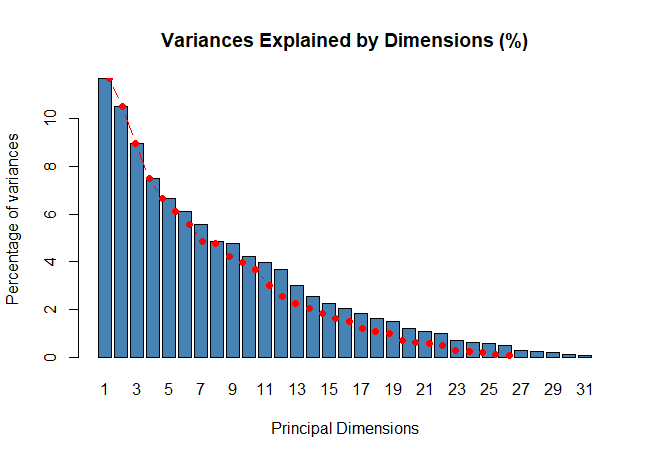 Variances Explained by Dimensions (%)
Percentage of variances
10
8
6
4
2
0
1 3 5 7 9 11 13 15 17 19 21 23 25 27 29 31
Principal Dimensions